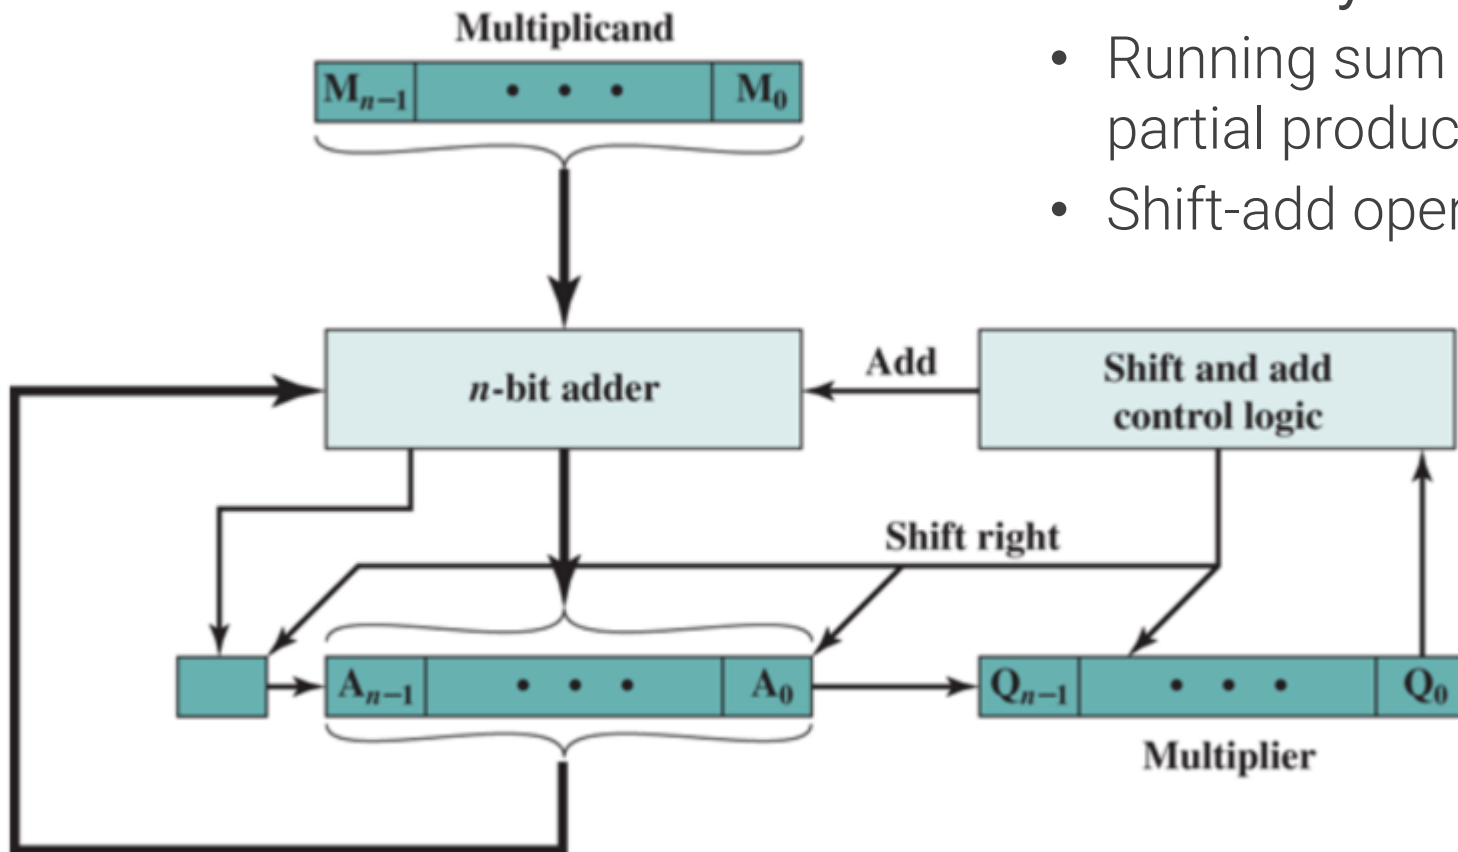 Multiplicand
Mn−1 • • • M0
• Running sum
partial produc
• Shift-add oper
n-bit adder
Add
Shift and add
control logic
Shift right
An−1 • • • A0
Qn−1 • • • Q0
Multiplier